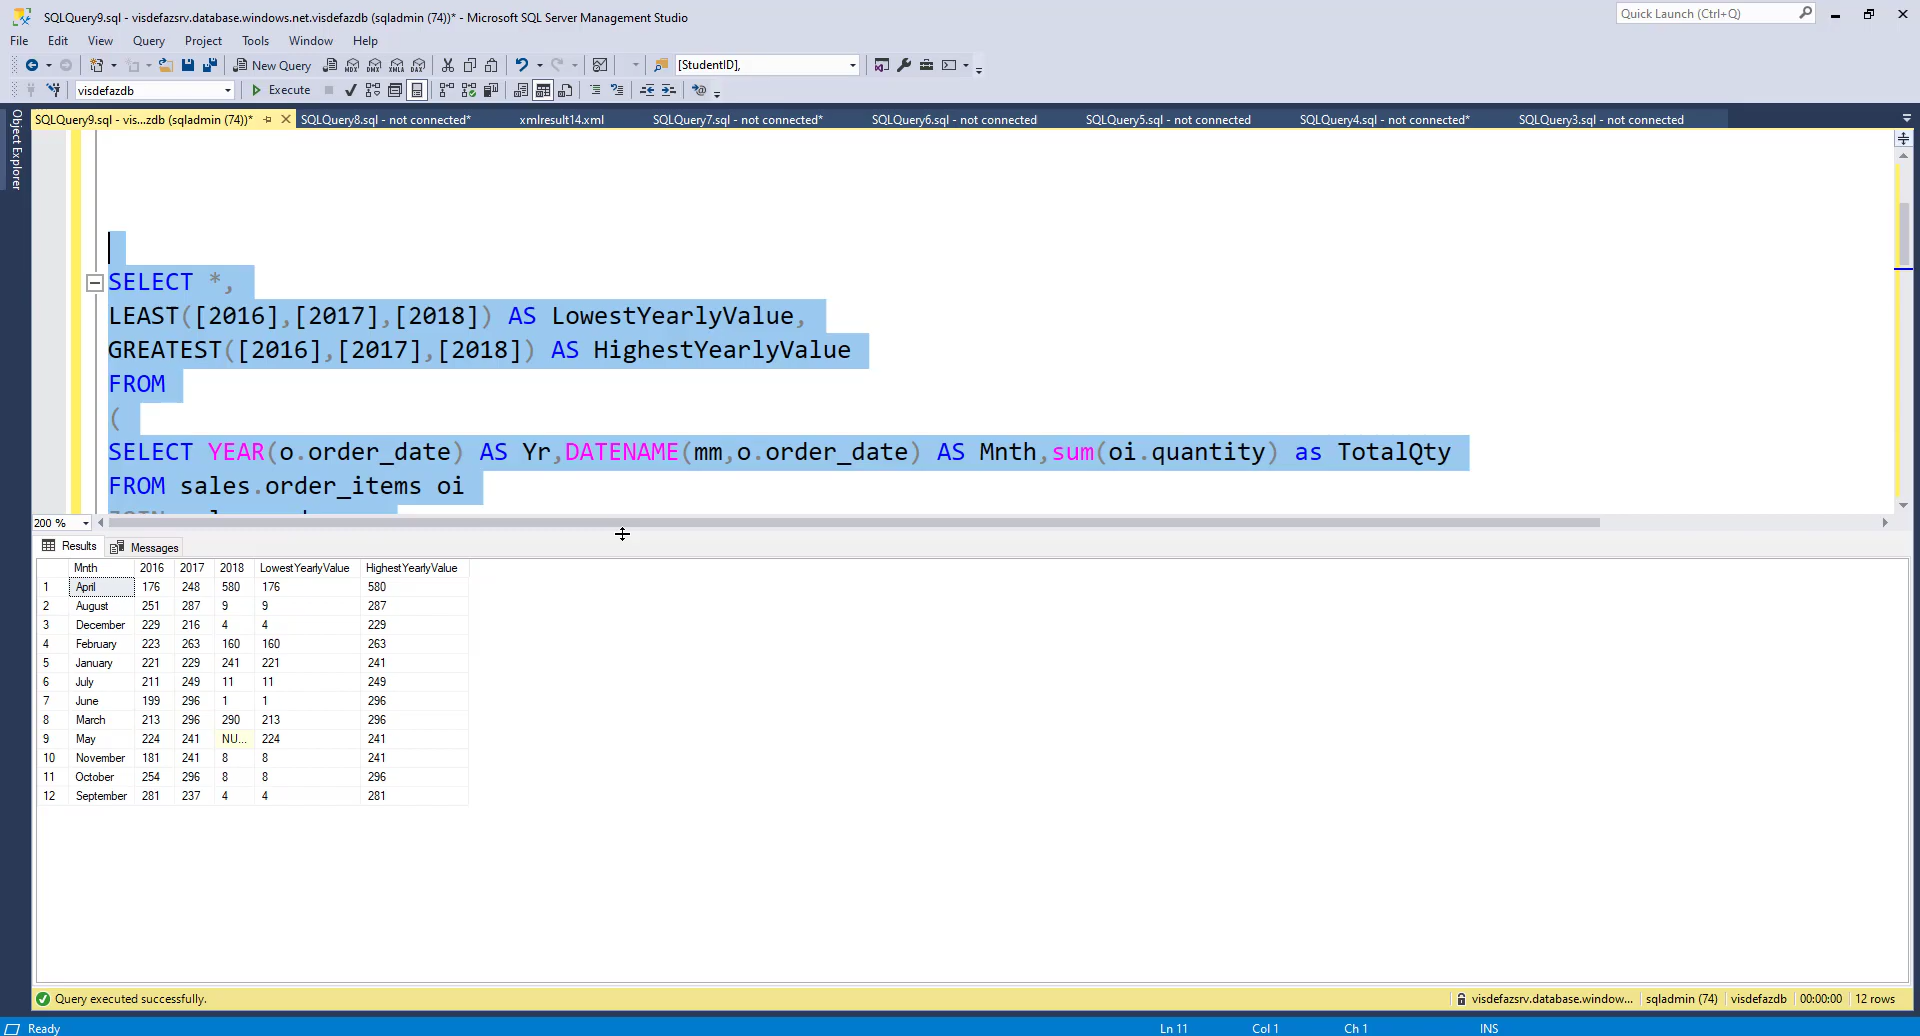 SQLQuery9.sql - visdefazsrv.database.windows.net.visdefazdb (sqladmin (74))* - Microsoft SQL Server Management Studio
Quick Launch (Ctrl+Q)
File Edit View Query Project Tools Window Help
New Query MDX DMX XMLA DAX [StudentID],
visdefazdb Execute
Object Explorer
SQLQuery9.sql - vis...zdb (sqladmin (74))* SQLQuery8.sql - not connected* xmlresult14.xml SQLQuery7.sql - not connected* SQLQuery6.sql - not connected SQLQuery5.sql - not connected SQLQuery4.sql - not connected* SQLQuery3.sql - not connected
SELECT *,
LEAST([2016],[2017],[2018]) AS LowestYearlyValue,
GREATEST([2016],[2017],[2018]) AS HighestYearlyValue
FROM
(
SELECT YEAR(o.order_date) AS Yr,DATENAME(mm,o.order_date) AS Mnth,sum(oi.quantity) as TotalQty
FROM sales.order_items oi
200 %
Results Messages
Mnth 2016 2017 2018 LowestYearlyValue HighestYearlyValue
1 April 176 248 580 176 580
2 August 251 287 9 9 287
3 December 229 216 4 4 229
4 February 223 263 160 160 263
5 January 221 229 241 221 241
6 July 211 249 11 11 249
7 June 199 296 1 1 296
8 March 213 296 290 213 296
9 May 224 241 NU... 224 241
10 November 181 241 8 8 241
11 October 254 296 8 8 296
12 September 281 237 4 4 281
Query executed successfully. visdefazsrv.database.window... sqladmin (74) visdefazdb 00:00:00 12 rows
Ready Ln 11 Col 1 Ch 1 INS